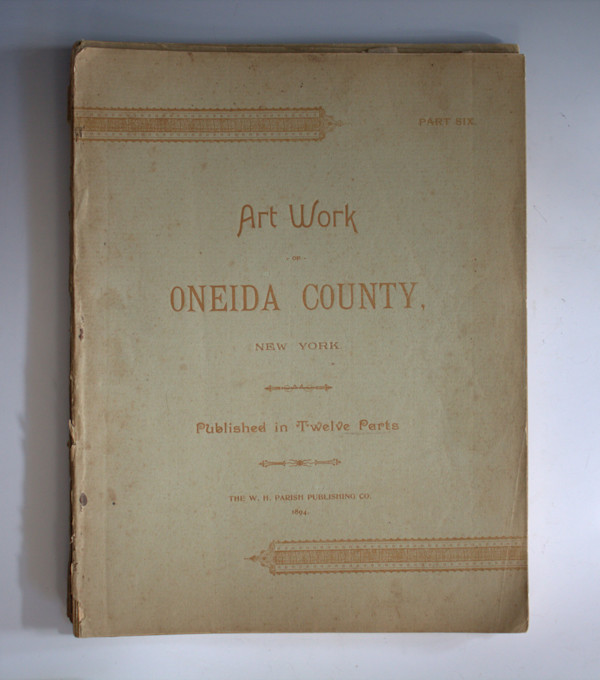 PART SIX.
Art Work
- OF -
ONEIDA COUNTY,
NEW YORK.
Published in Twelve Parts
THE W. H. PARISH PUBLISHING CO.
1894.